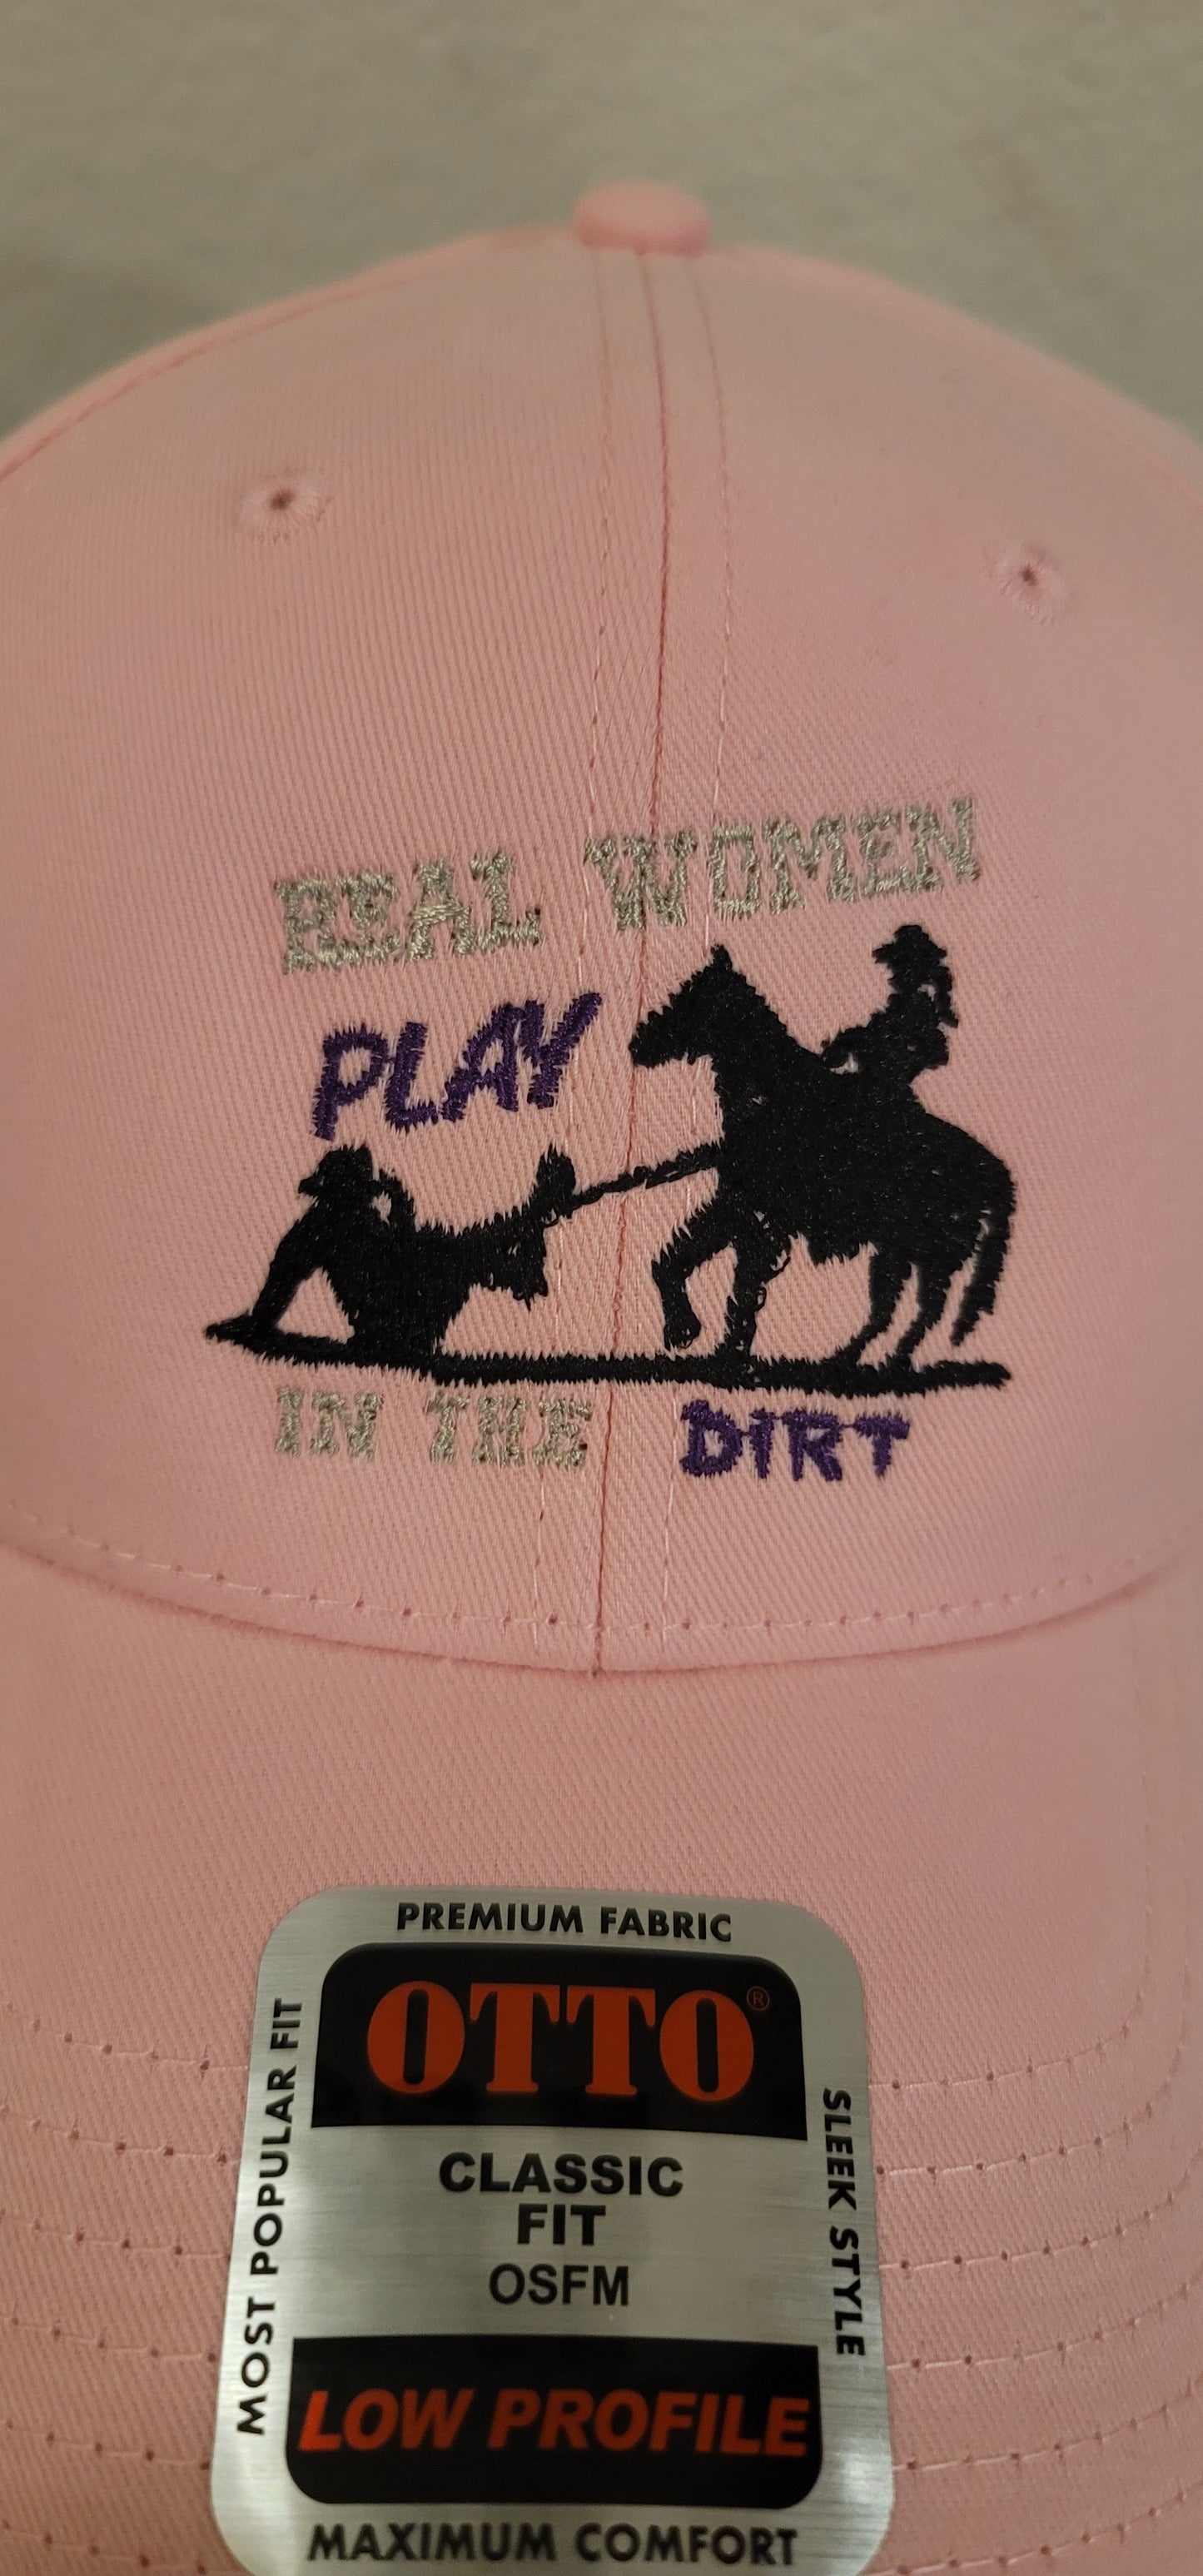 REAL WOMEN
PLAY
IN THE DIRT
PREMIUM FABRIC
MOST POPULAR FIT
OTTO®
CLASSIC
FIT
OSFM
SLEEK STYLE
LOW PROFILE
MAXIMUM COMFORT